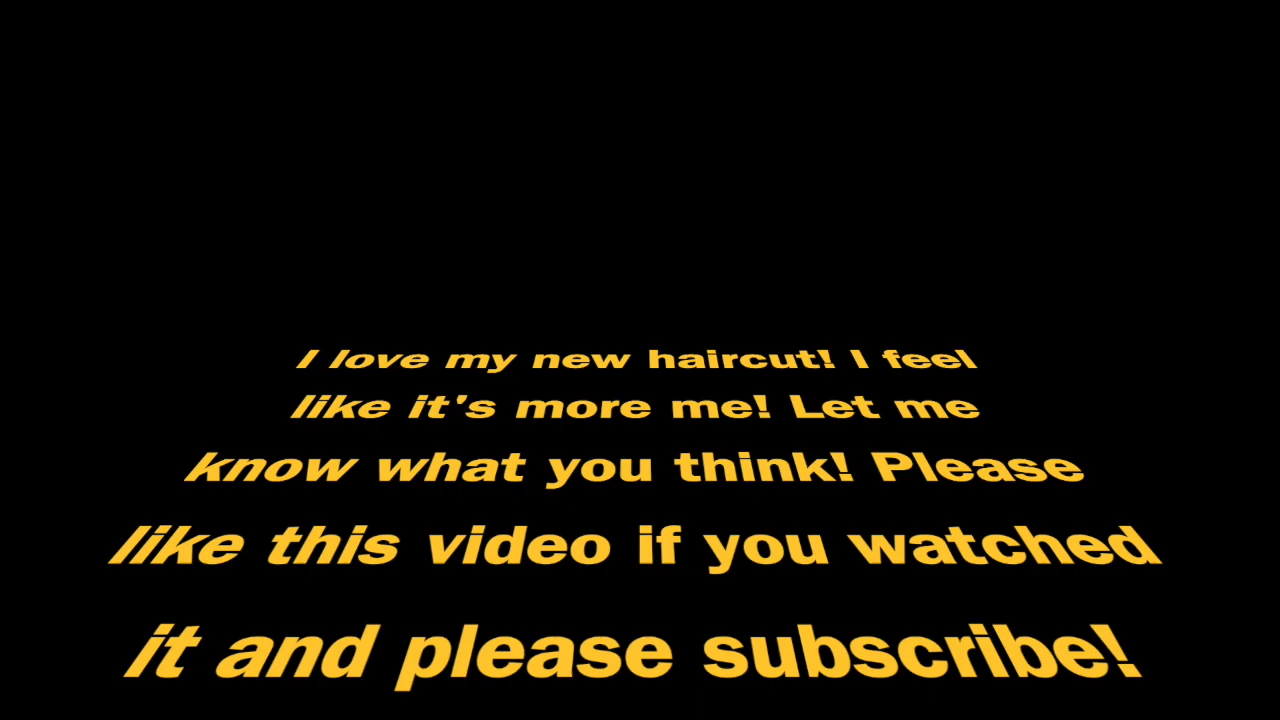 I love my new haircut! I feel
like it's more me! Let me
know what you think! Please
like this video if you watched
it and please subscribe!